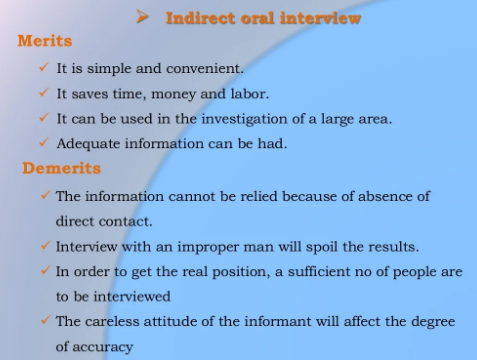 ➤ Indirect oral interview
Merits
✓ It is simple and convenient.
✓ It saves time, money and labor.
✓ It can be used in the investigation of a large area.
✓ Adequate information can be had.
Demerits
✓ The information cannot be relied because of absence of
direct contact.
✓ Interview with an improper man will spoil the results.
✓ In order to get the real position, a sufficient no of people are
to be interviewed
✓ The careless attitude of the informant will affect the degree
of accuracy